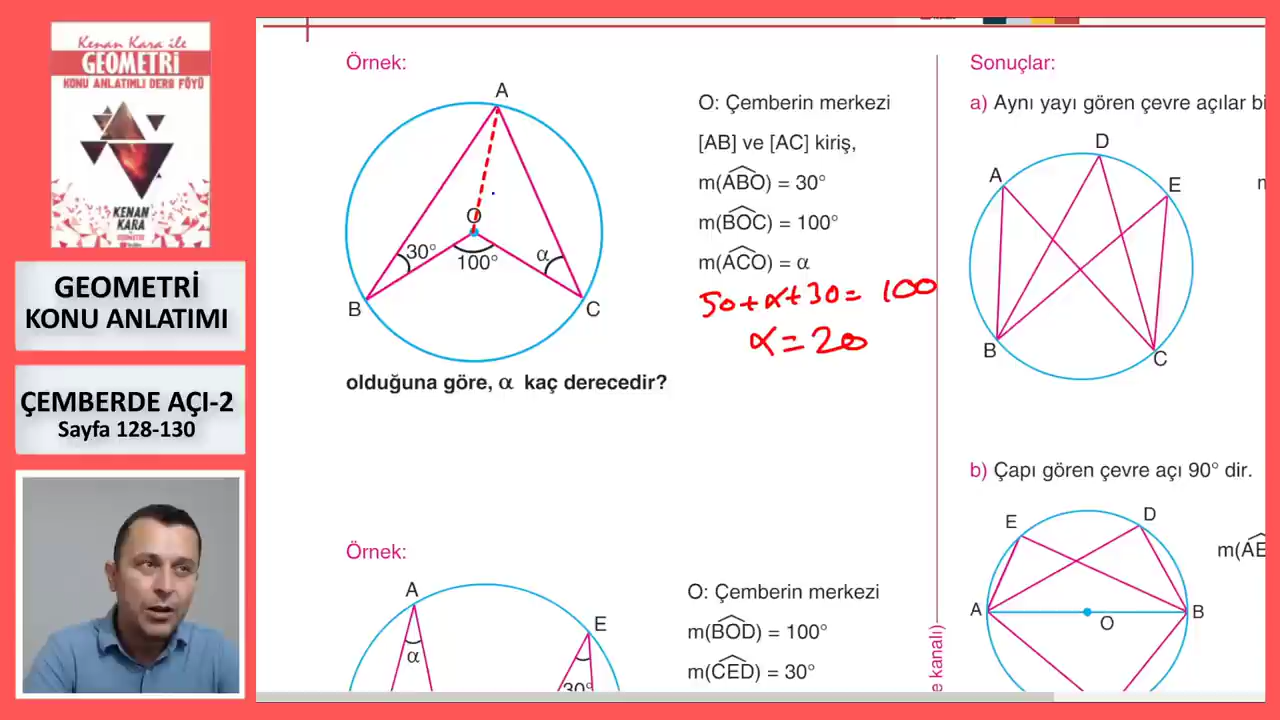 Kenan Kara ile
GEOMETRİ
KONU ANLATIMLI DERS FÖYÜ
KENAN
KARA
GEOMETRİ
KONU ANLATIMI
ÇEMBERDE AÇI-2
Sayfa 128-130
Örnek:
A
O
30°
100°
α
B
C
O: Çemberin merkezi
[AB] ve [AC] kiriş,
m(ABO) = 30°
m(BOC) = 100°
m(ACO) = α
50+α+30= 100
α=20
olduğuna göre, α kaç derecedir?
Örnek:
A
α
E
30°
O: Çemberin merkezi
m(BOD) = 100°
m(CED) = 30°
e kanalı)
Sonuçlar:
a) Aynı yayı gören çevre açılar bi
D
A
E
B
C
m
b) Çapı gören çevre açı 90° dir.
E
D
A
O
B
m(AE